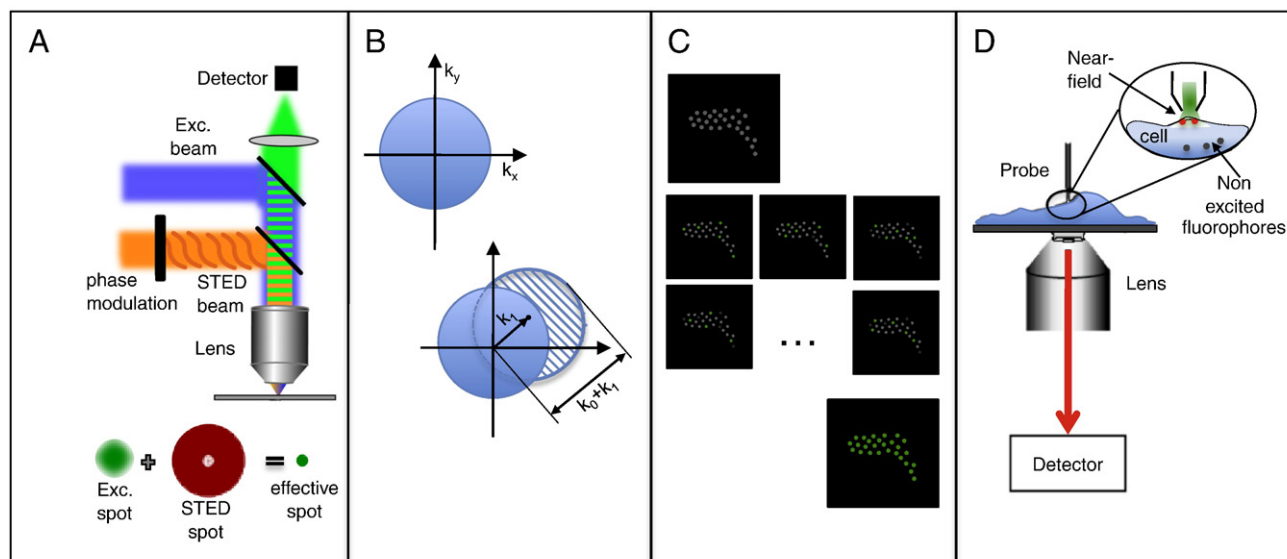 A
Detector
Exc.
beam
phase
modulation
STED
beam
Lens
Exc.
spot
STED
spot
effective
spot
B
ky
kx
k1
k0+k1
C
...
D
Near-
field
cell
Probe
Non
excited
fluorophores
Lens
Detector